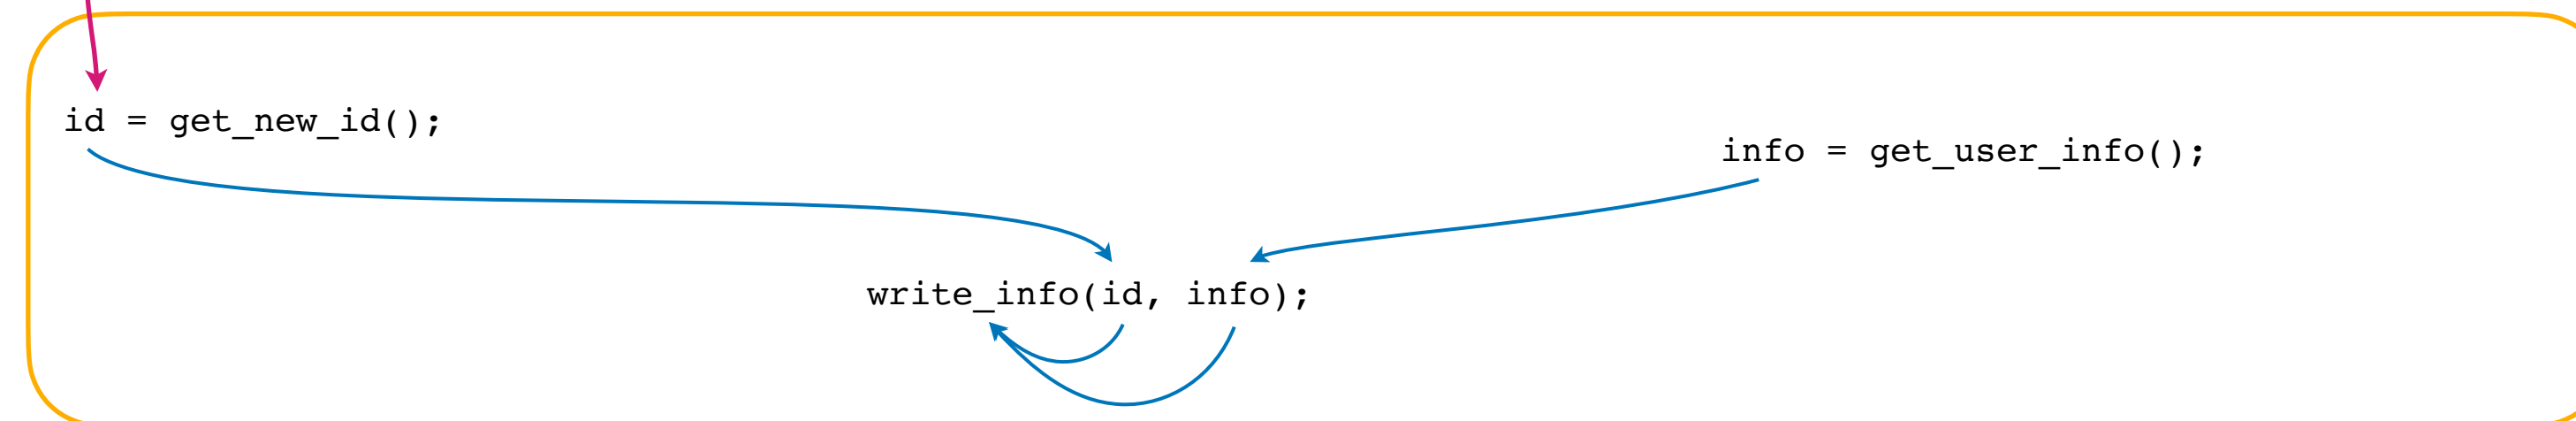 id = get_new_id();
info = get_user_info();
write_info(id, info);